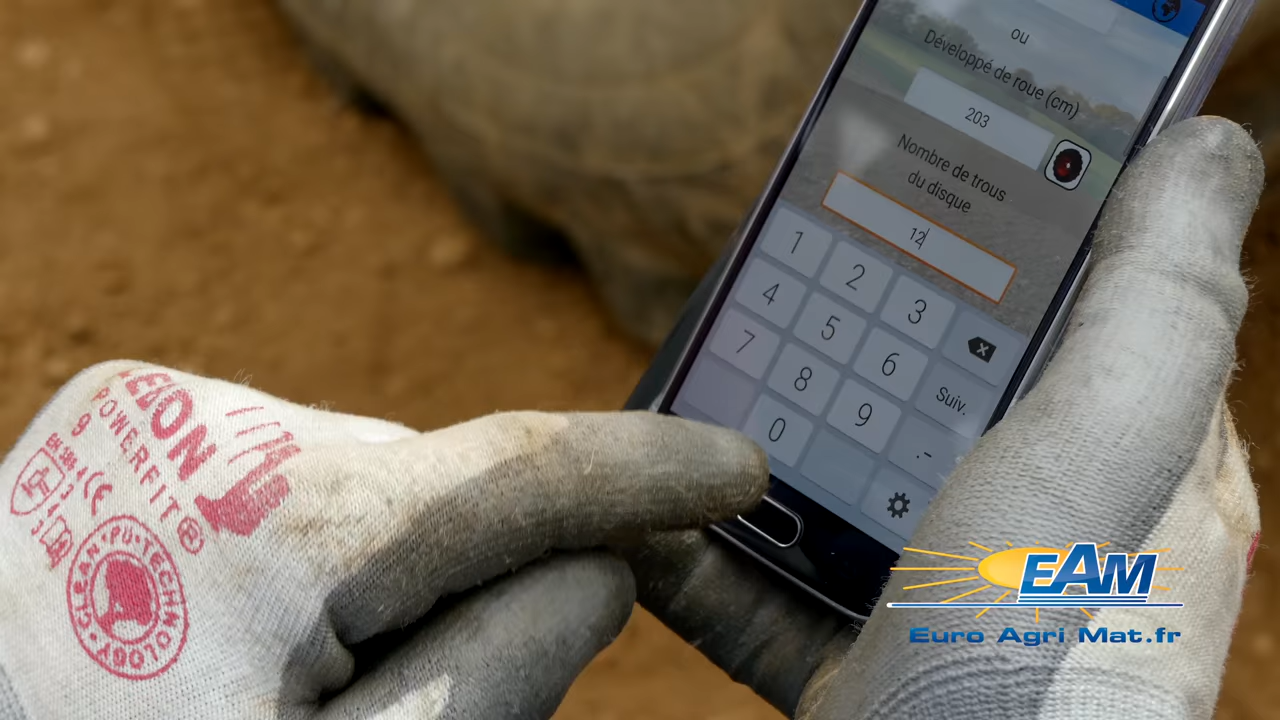 ou
Développé de roue (cm)
203
Nombre de trous
du disque
12
1
2
3
4
5
6
Suiv.
7
8
9
.-
0
POWERFIT®
9
CE
CLEAN·PU·TECHNOLOGY
EAM
Euro Agri Mat.fr